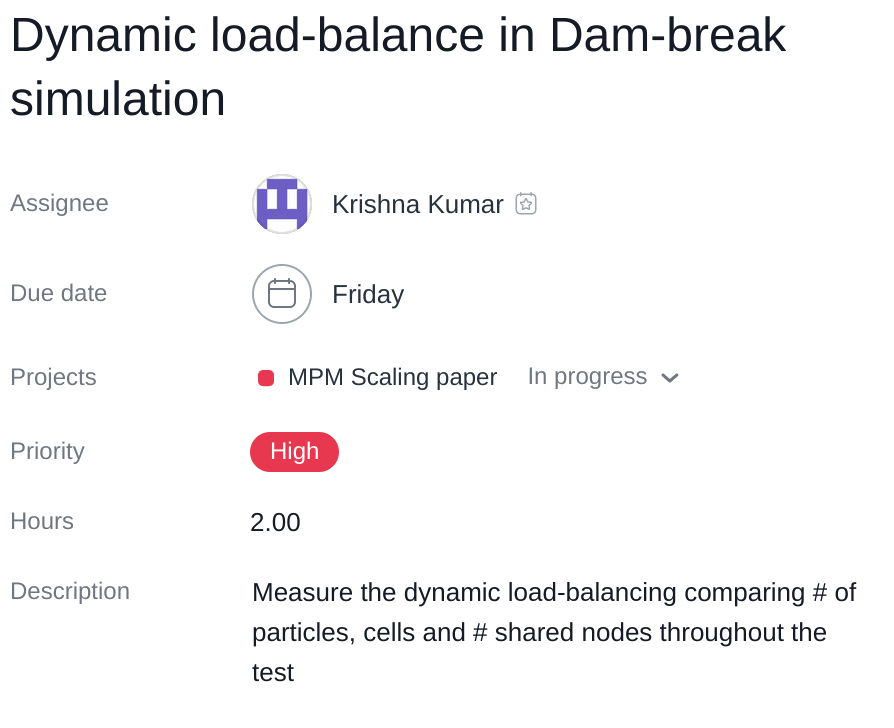 Dynamic load-balance in Dam-break
simulation
Assignee Krishna Kumar
Due date Friday
Projects MPM Scaling paper In progress
Priority High
Hours 2.00
Description Measure the dynamic load-balancing comparing # of
particles, cells and # shared nodes throughout the
test